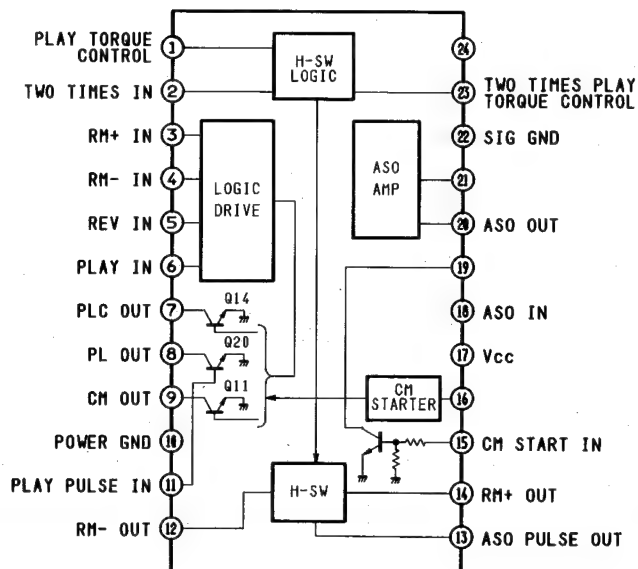 PLAY TORQUE
CONTROL
1
TWO TIMES IN
2
RM+ IN
3
RM- IN
4
REV IN
5
PLAY IN
6
PLC OUT
7
PL OUT
8
CM OUT
9
POWER GND
10
PLAY PULSE IN
11
RM- OUT
12
H-SW
LOGIC
LOGIC
DRIVE
ASO
AMP
Q14
Q20
Q11
CM
STARTER
H-SW
24
23
TWO TIMES PLAY
TORQUE CONTROL
22
SIG GND
21
20
ASO OUT
19
18
ASO IN
17
Vcc
16
15
CM START IN
14
RM+ OUT
13
ASO PULSE OUT